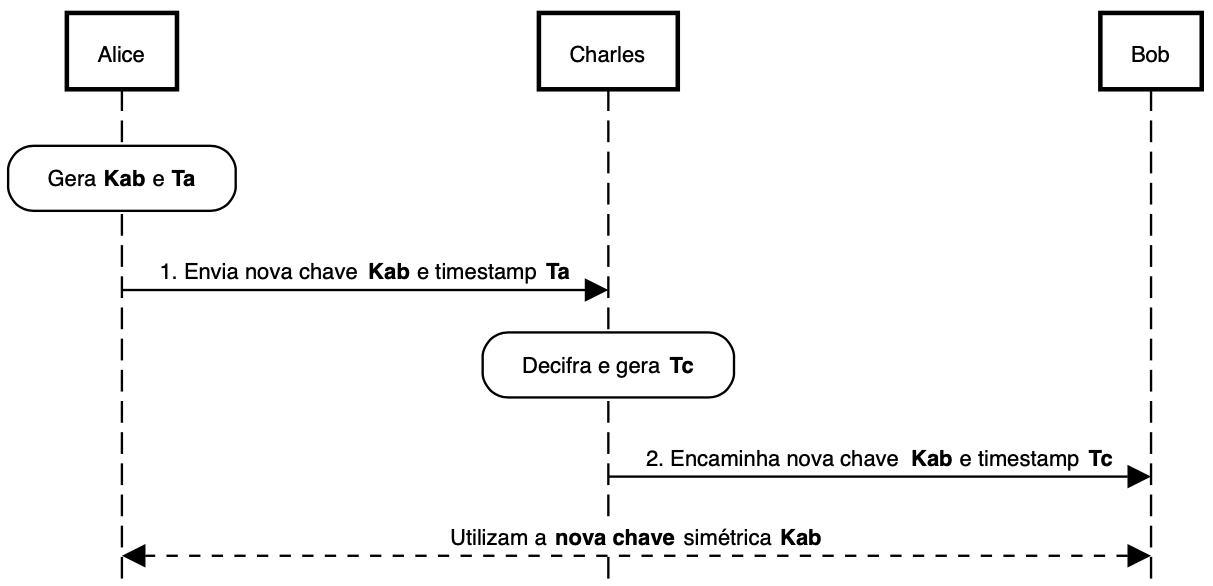 Alice
Charles
Bob
Gera Kab e Ta
1. Envia nova chave Kab e timestamp Ta
Decifra e gera Tc
2. Encaminha nova chave Kab e timestamp Tc
Utilizam a nova chave simétrica Kab